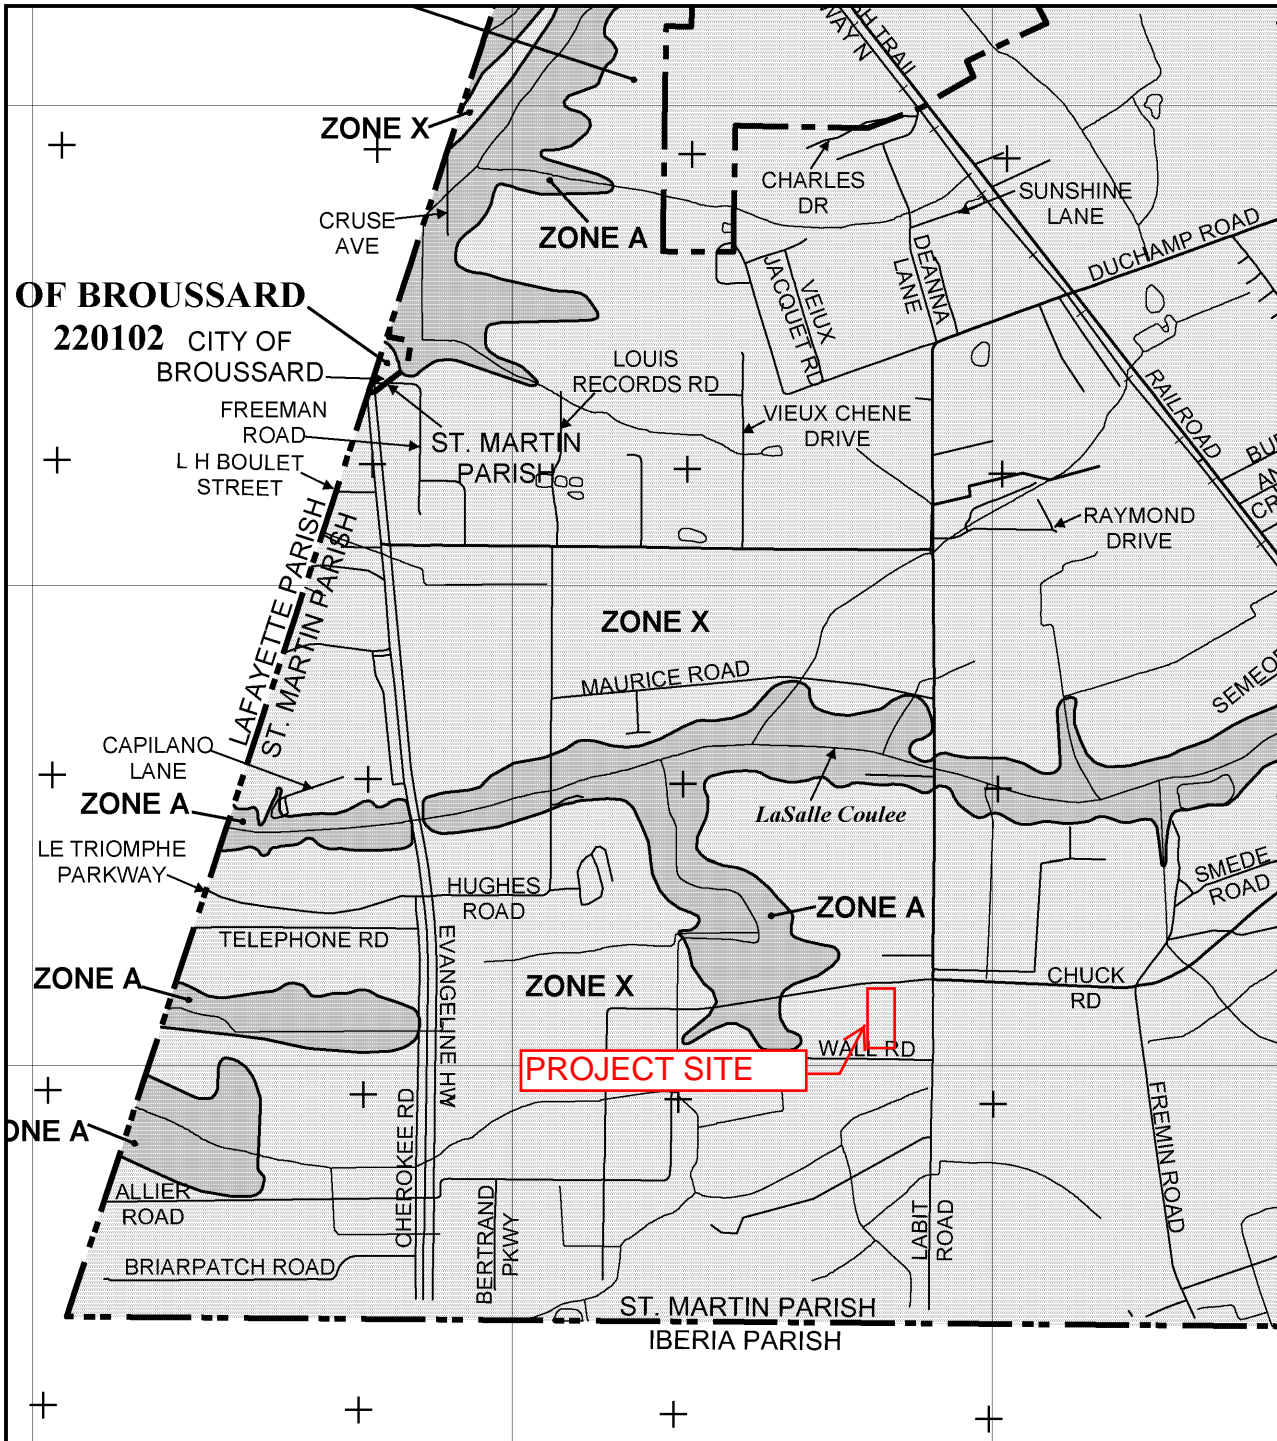 SH TRAIL
WAY N
ZONE X
CHARLES
DR
SUNSHINE
LANE
CRUSE
AVE
ZONE A
DUCHAMP ROAD
DEANNA
LANE
VEIUX
JACQUET RD
OF BROUSSARD
220102
CITY OF
BROUSSARD
LOUIS
RECORDS RD
RAILROAD
FREEMAN
ROAD
VIEUX CHENE
DRIVE
ST. MARTIN
PARISH
L H BOULET
STREET
RAYMOND
DRIVE
LAFAYETTE PARISH
ST. MARTIN PARISH
ZONE X
MAURICE ROAD
CAPILANO
LANE
ZONE A
LaSalle Coulee
LE TRIOMPHE
PARKWAY
HUGHES
ROAD
SMEDE
ROAD
ZONE A
TELEPHONE RD
EVANGELINE HW
ZONE A
ZONE X
CHUCK
RD
WALL RD
PROJECT SITE
CHEROKEE RD
FREMIN ROAD
ONE A
ALLIER
ROAD
BERTRAND
PKWY
LABIT
ROAD
BRIARPATCH ROAD
ST. MARTIN PARISH
IBERIA PARISH